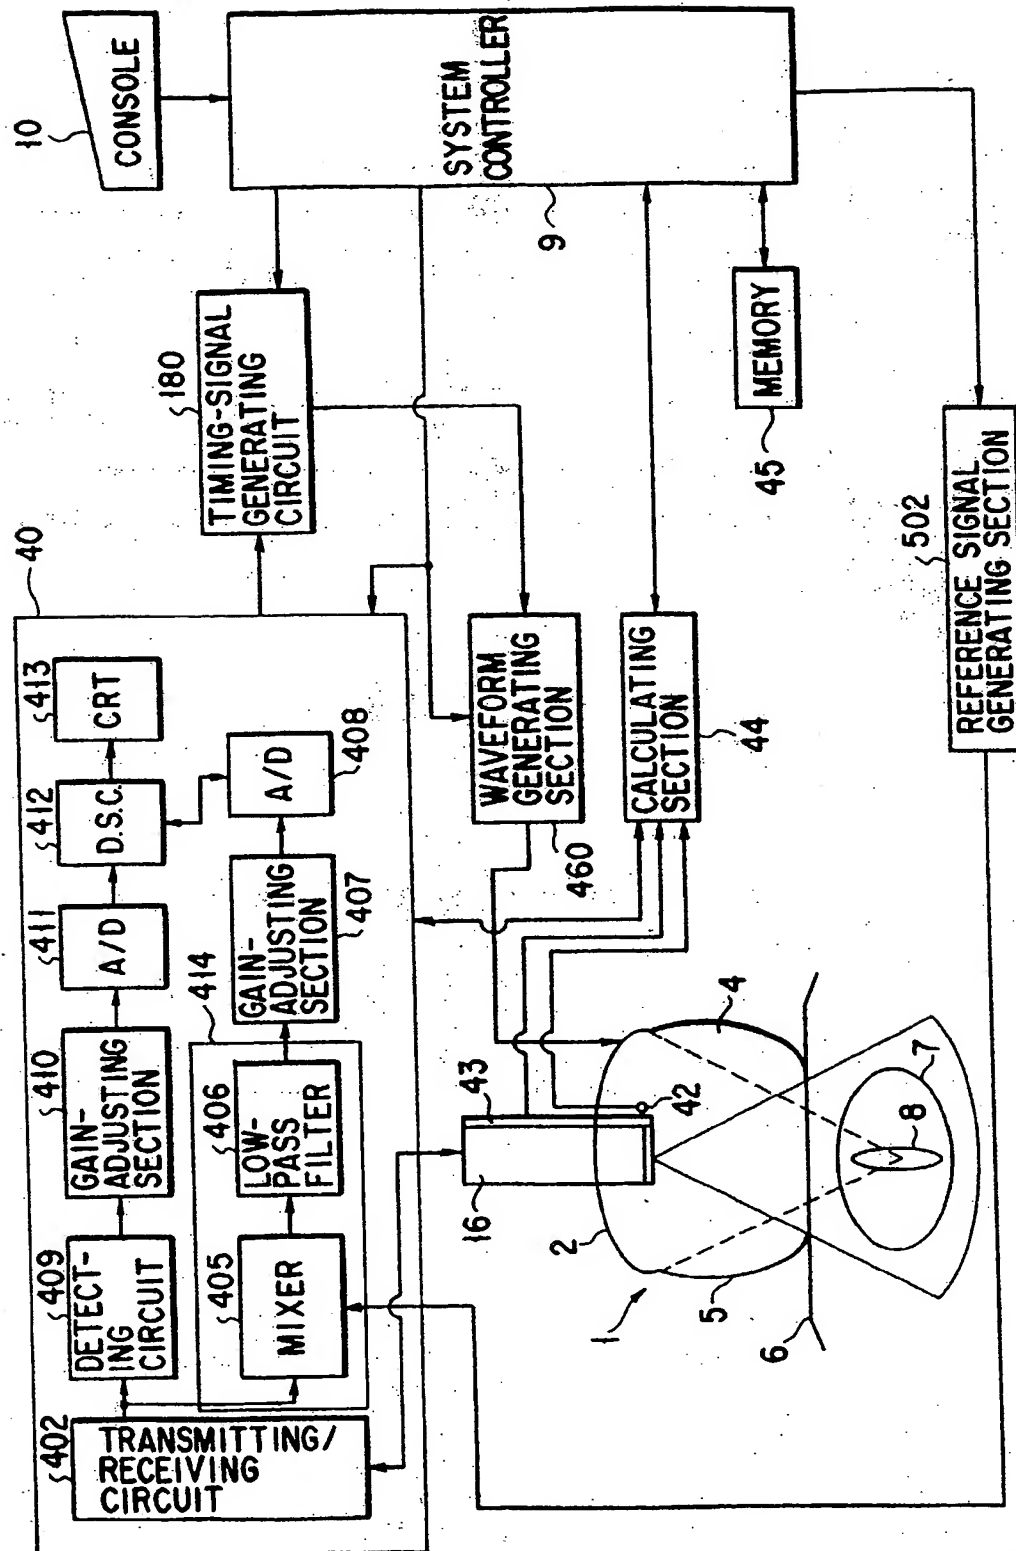 40
402
TRANSMITTING/
RECEIVING
CIRCUIT
409
DETECT-
ING
CIRCUIT
410
GAIN-
ADJUSTING
SECTION
411
A/D
412
D.S.C.
413
CRT
414
405
MIXER
406
LOW-
PASS
FILTER
GAIN-
ADJUSTING
SECTION
407
A/D
408
180
TIMING-SIGNAL
GENERATING
CIRCUIT
10
CONSOLE
SYSTEM
CONTROLLER
9
WAVEFORM
GENERATING
SECTION
460
CALCULATING
SECTION
44
MEMORY
45
502
REFERENCE SIGNAL
GENERATING SECTION
16
43
42
1
2
4
5
6
7
8